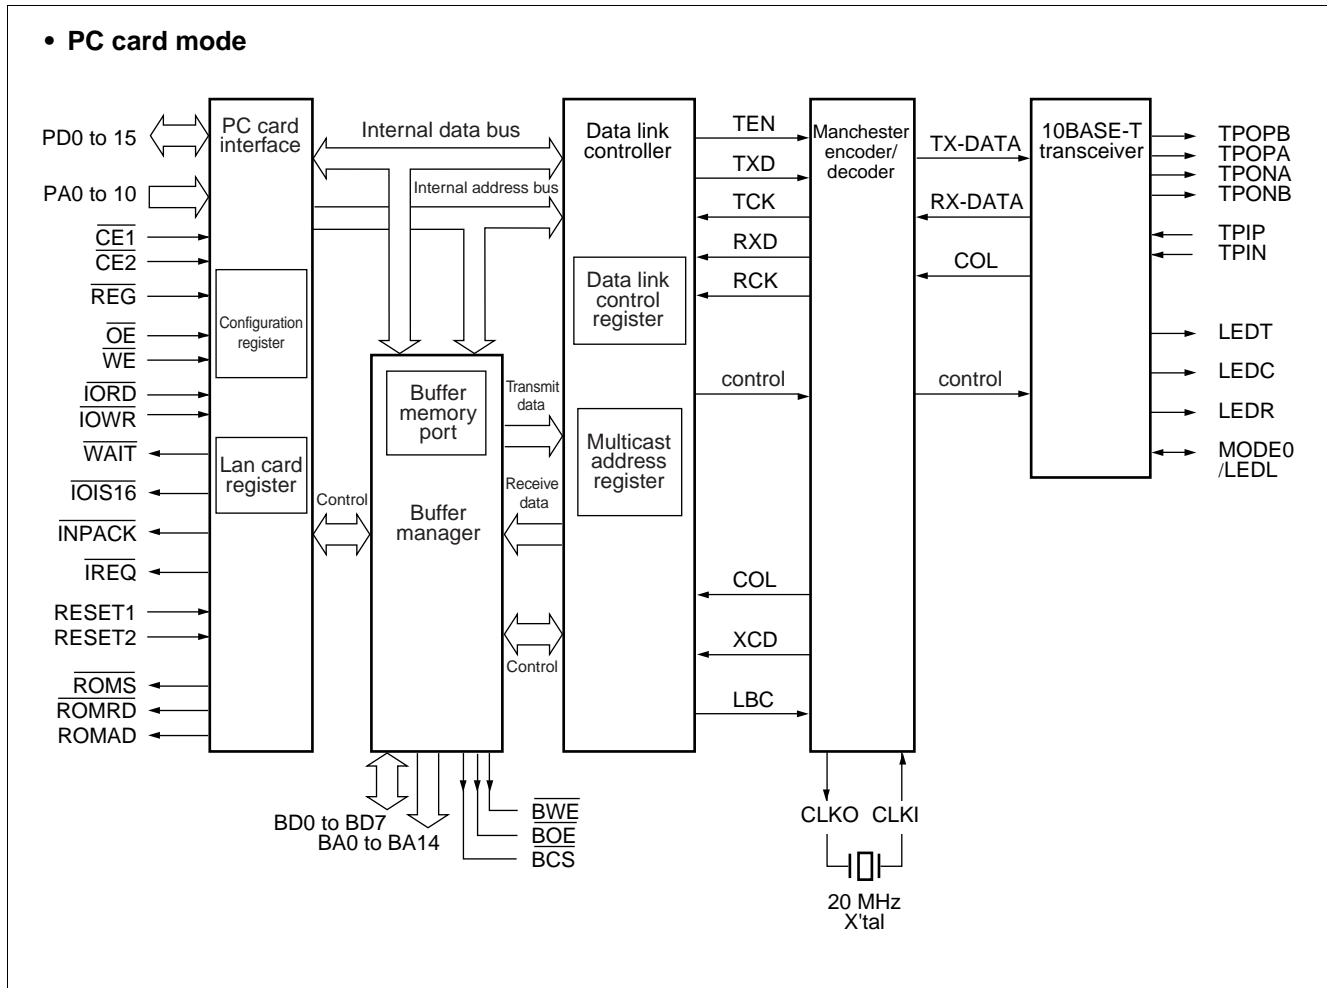 • PC card mode
PD0 to 15
PA0 to 10
CE1
CE2
REG
OE
WE
IORD
IOWR
WAIT
IOIS16
INPACK
IREQ
RESET1
RESET2
ROMS
ROMRD
ROMAD
PC card
interface
Configuration
register
Lan card
register
Internal data bus
Internal address bus
Control
Buffer
memory
port
Buffer
manager
Transmit
data
Receive
data
Control
BD0 to BD7
BA0 to BA14
BWE
BOE
BCS
Data link
controller
Data link
control
register
Multicast
address
register
TEN
TXD
TCK
RXD
RCK
control
COL
XCD
LBC
Manchester
encoder/
decoder
CLKO
CLKI
20 MHz
X'tal
TX-DATA
RX-DATA
COL
control
10BASE-T
transceiver
TPOPB
TPOPA
TPONA
TPONB
TPIP
TPIN
LEDT
LEDC
LEDR
MODE0
/LEDL